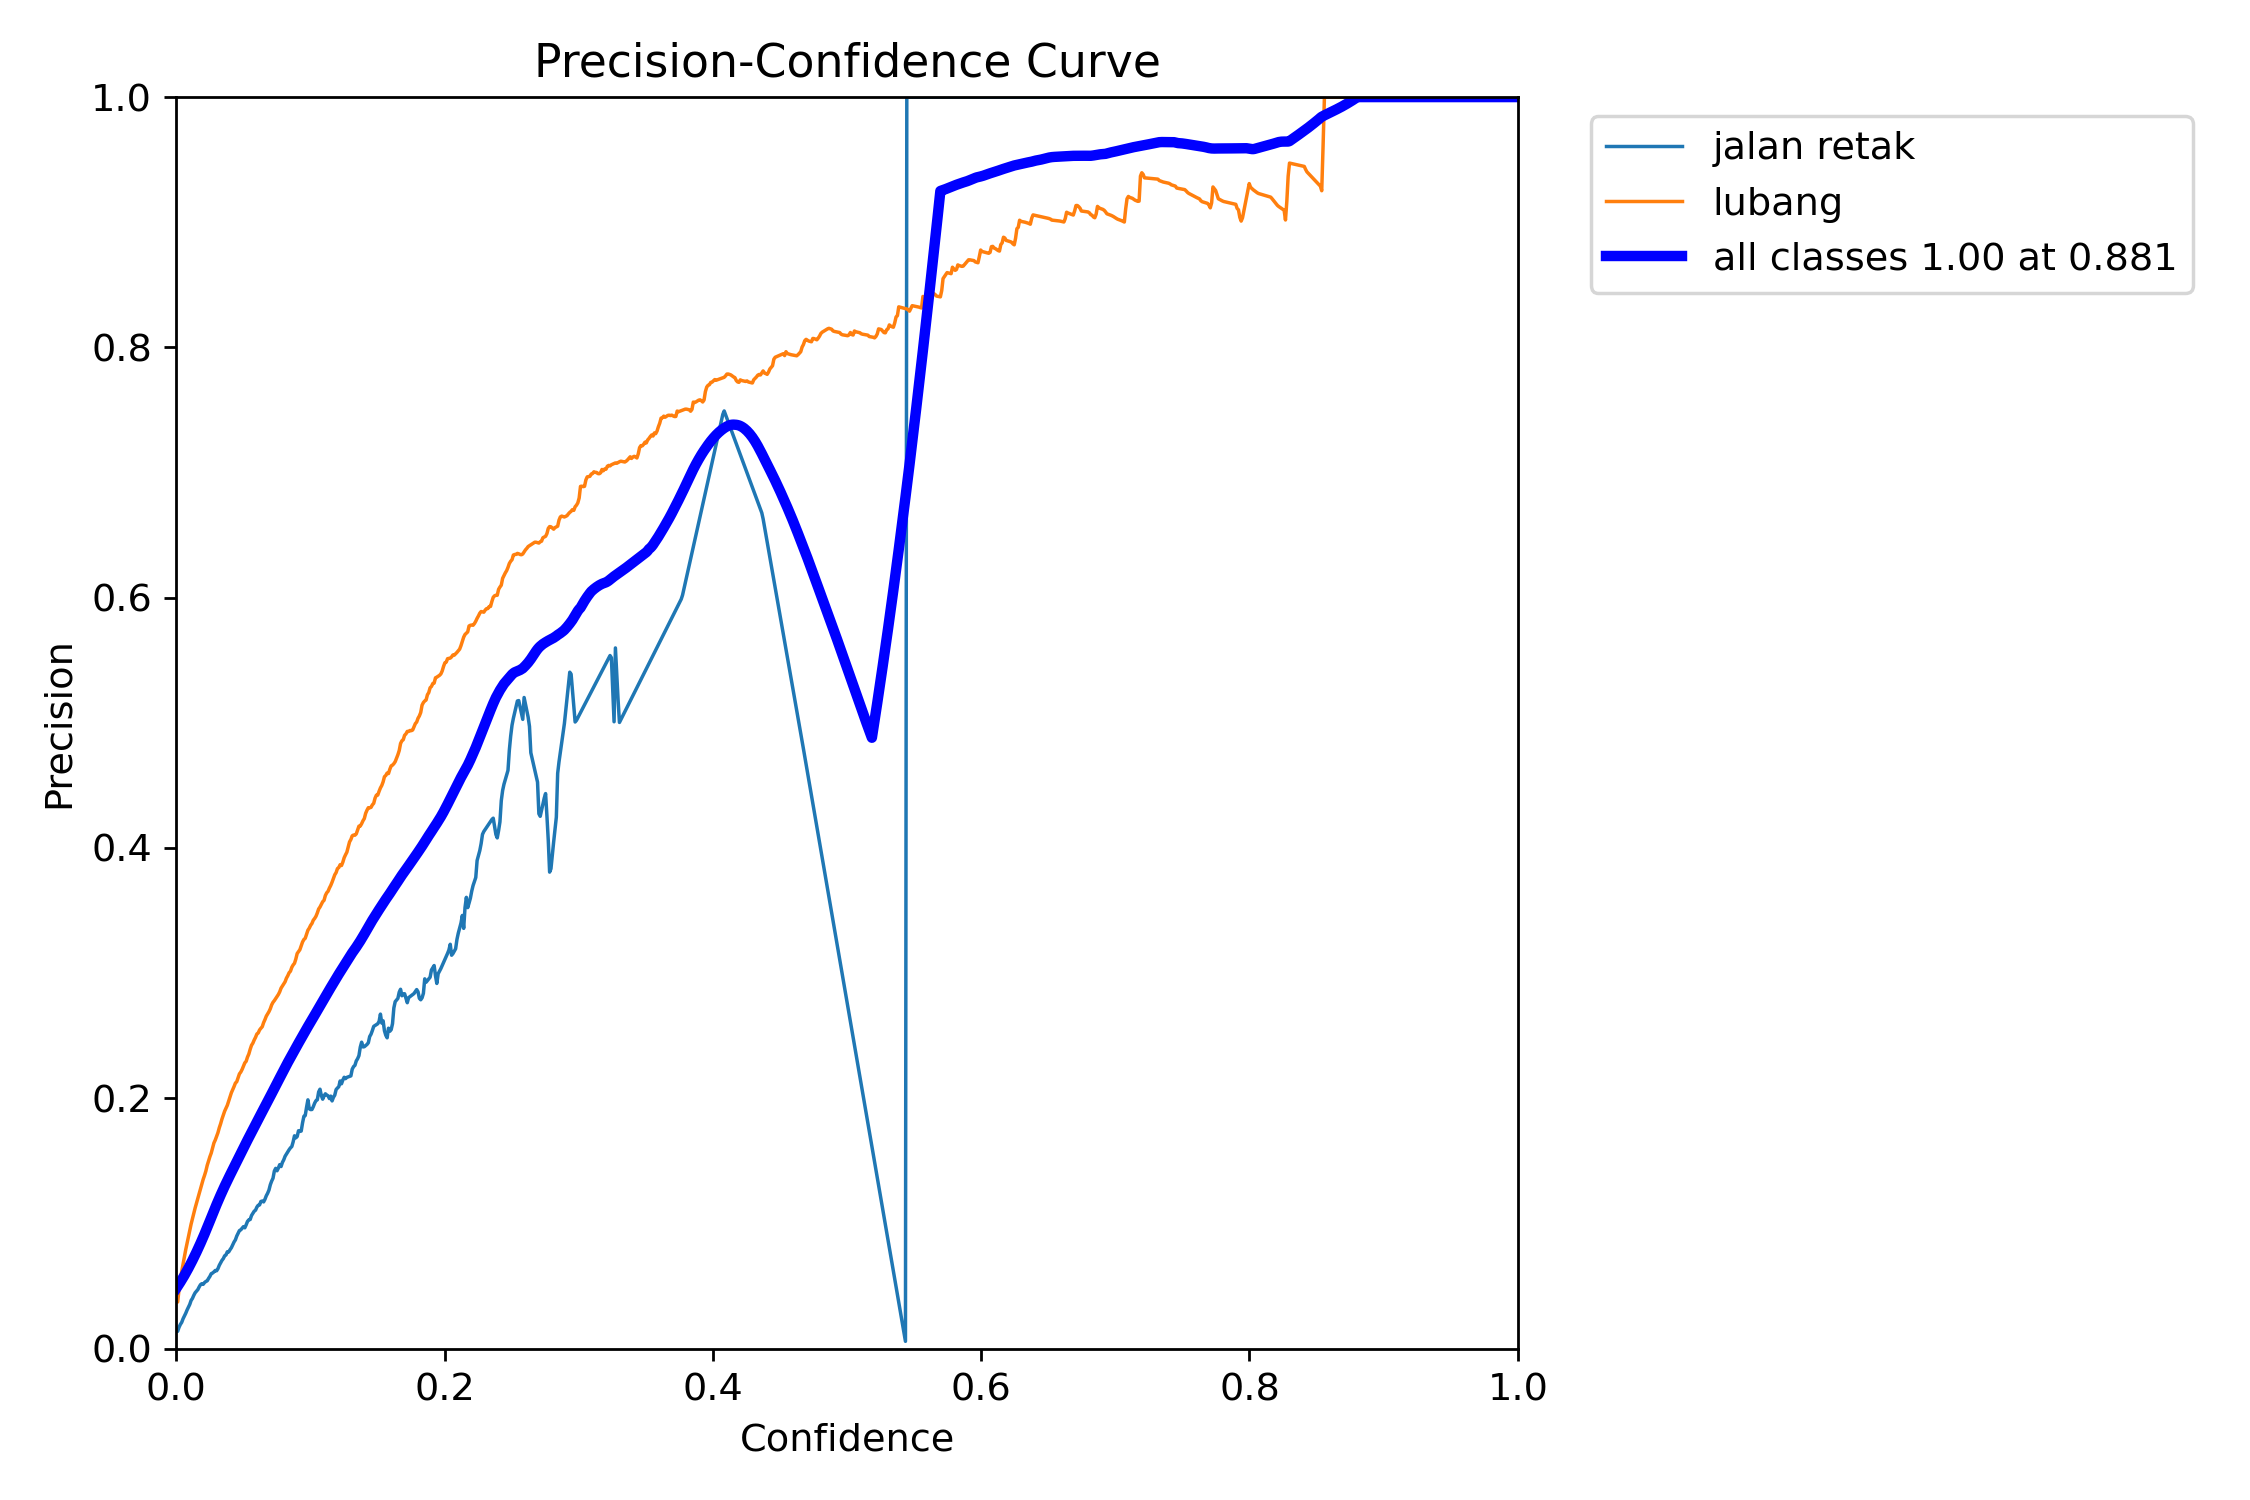 Precision-Confidence Curve
1.0
0.8
0.6
0.4
0.2
0.0
Precision
0.0 0.2 0.4 0.6 0.8 1.0
Confidence
jalan retak
lubang
all classes 1.00 at 0.881